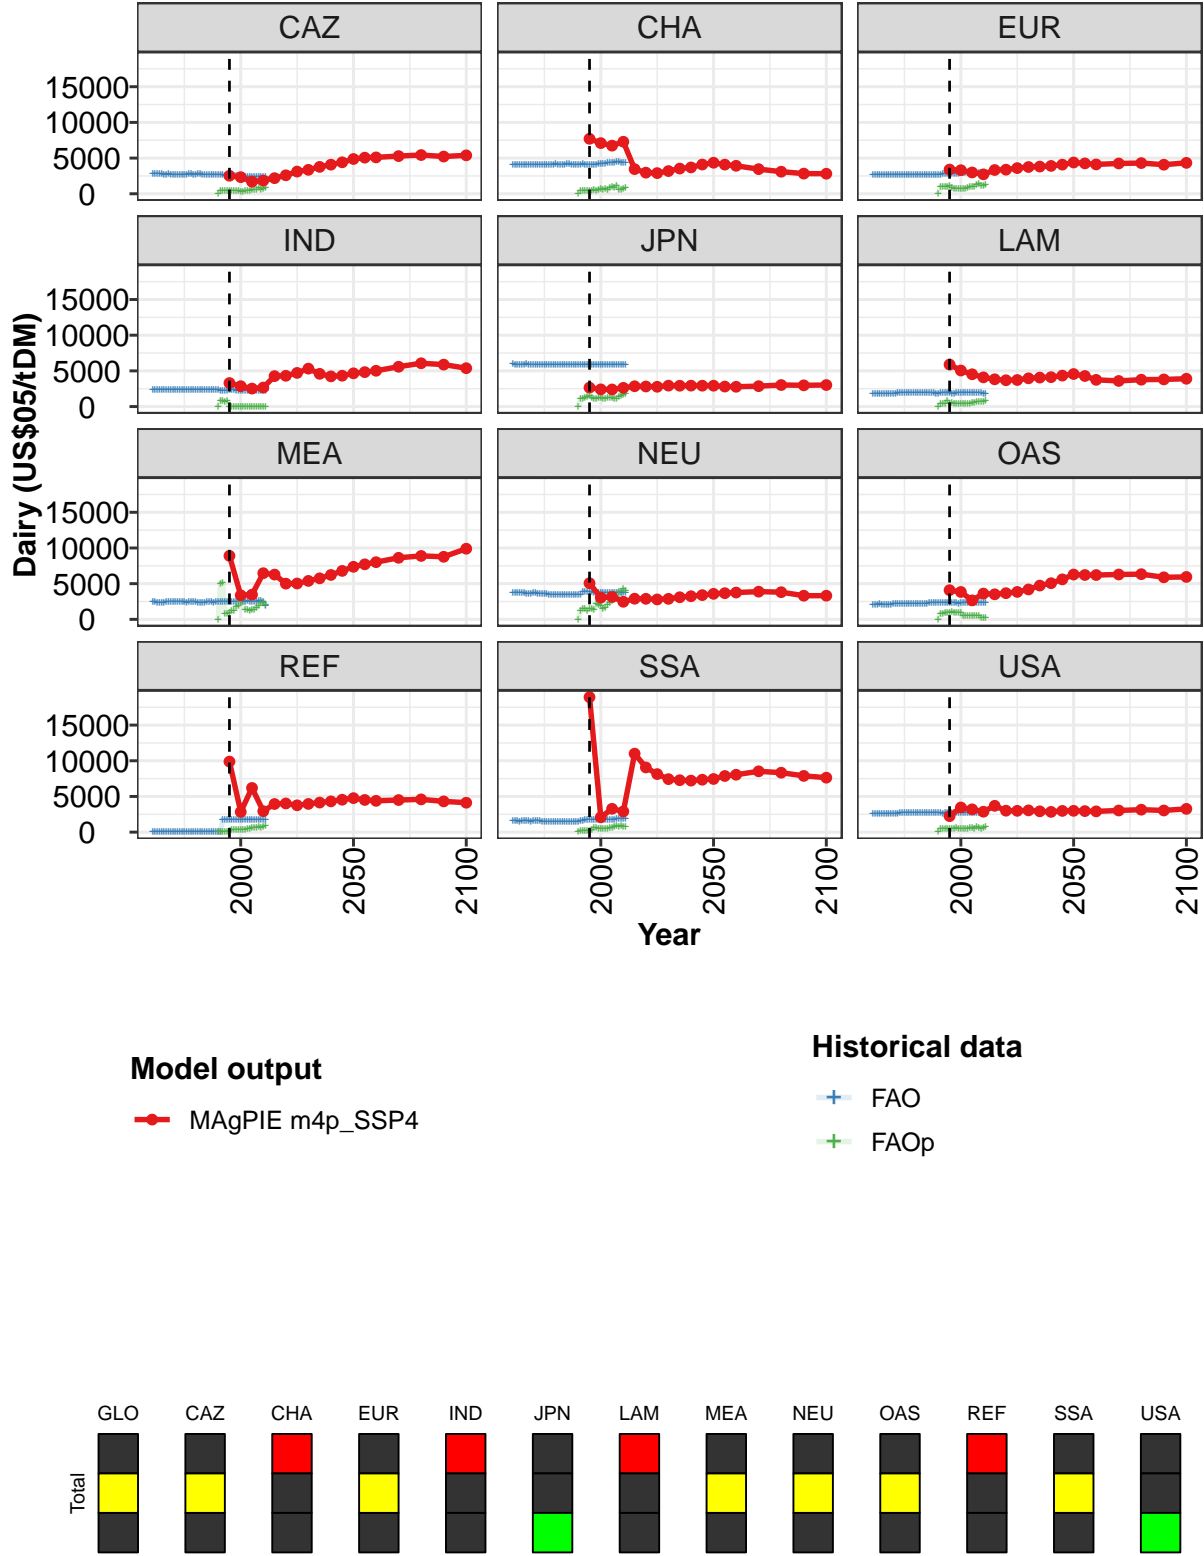 CAZ CHA EUR
15000
10000
5000
0
IND JPN LAM
15000
10000
5000
0
MEA NEU OAS
15000
10000
5000
0
REF SSA USA
15000
10000
5000
0
Dairy (US$05/tDM)
2000 2050 2100 2000 2050 2100 2000 2050 2100
Year
Model output
MAgPIE m4p_SSP4
Historical data
FAO
FAOp
GLO CAZ CHA EUR IND JPN LAM MEA NEU OAS REF SSA USA
Total